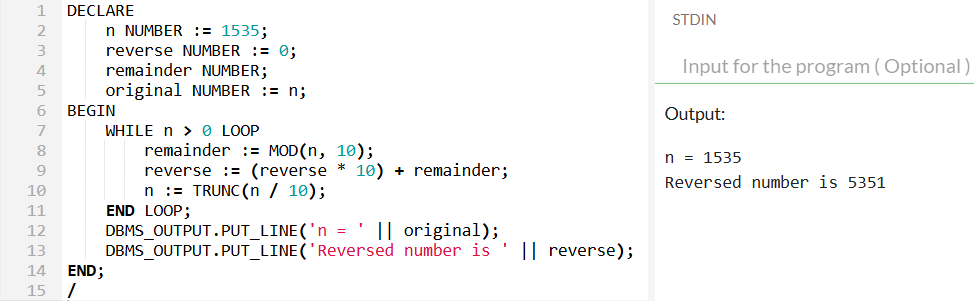 1 DECLARE
2 n NUMBER := 1535;
3 reverse NUMBER := 0;
4 remainder NUMBER;
5 original NUMBER := n;
6 BEGIN
7 WHILE n > 0 LOOP
8 remainder := MOD(n, 10);
9 reverse := (reverse * 10) + remainder;
10 n := TRUNC(n / 10);
11 END LOOP;
12 DBMS_OUTPUT.PUT_LINE('n = ' || original);
13 DBMS_OUTPUT.PUT_LINE('Reversed number is ' || reverse);
14 END;
15 /
STDIN
Input for the program ( Optional )
Output:
n = 1535
Reversed number is 5351